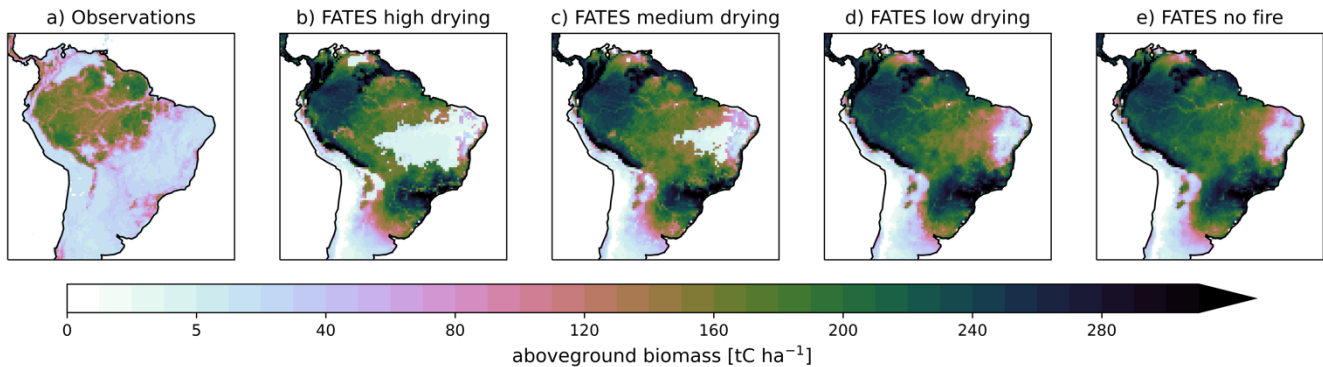 a) Observations
b) FATES high drying
c) FATES medium drying
d) FATES low drying
e) FATES no fire
0 5 40 80 120 160 200 240 280
aboveground biomass [tC ha⁻¹]